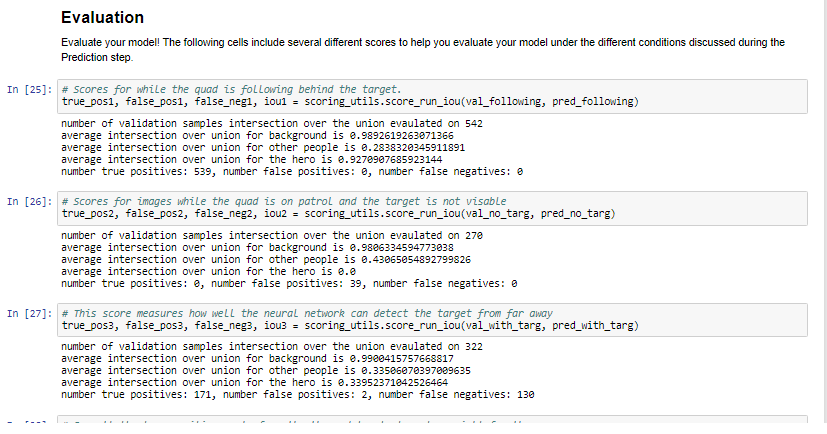 Evaluation
Evaluate your model! The following cells include several different scores to help you evaluate your model under the different conditions discussed during the
Prediction step.
In [25]: # Scores for while the quad is following behind the target.
true_pos1, false_pos1, false_neg1, iou1 = scoring_utils.score_run_iou(val_following, pred_following)
number of validation samples intersection over the union evaulated on 542
average intersection over union for background is 0.9892619263071366
average intersection over union for other people is 0.2838320345911891
average intersection over union for the hero is 0.9270907685923144
number true positives: 539, number false positives: 0, number false negatives: 0
In [26]: # Scores for images while the quad is on patrol and the target is not visable
true_pos2, false_pos2, false_neg2, iou2 = scoring_utils.score_run_iou(val_no_targ, pred_no_targ)
number of validation samples intersection over the union evaulated on 270
average intersection over union for background is 0.9806334594773038
average intersection over union for other people is 0.43065054892799826
average intersection over union for the hero is 0.0
number true positives: 0, number false positives: 39, number false negatives: 0
In [27]: # This score measures how well the neural network can detect the target from far away
true_pos3, false_pos3, false_neg3, iou3 = scoring_utils.score_run_iou(val_with_targ, pred_with_targ)
number of validation samples intersection over the union evaulated on 322
average intersection over union for background is 0.9900415757668817
average intersection over union for other people is 0.33506070397009635
average intersection over union for the hero is 0.33952371042526464
number true positives: 171, number false positives: 2, number false negatives: 130